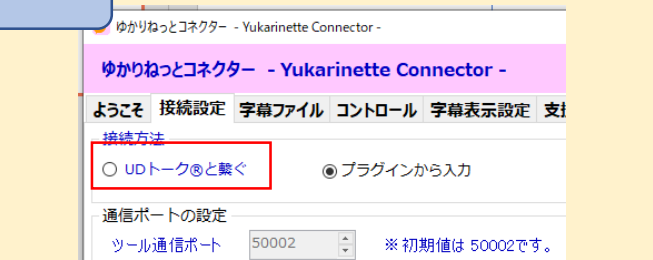 ゆかりねっとコネクター - Yukarinette Connector -
ゆかりねっとコネクター - Yukarinette Connector -
ようこそ 接続設定 字幕ファイル コントロール 字幕表示設定
接続方法
UDトーク®と繋ぐ プラグインから入力
通信ポートの設定
ツール通信ポート 50002 ※初期値は 50002です。